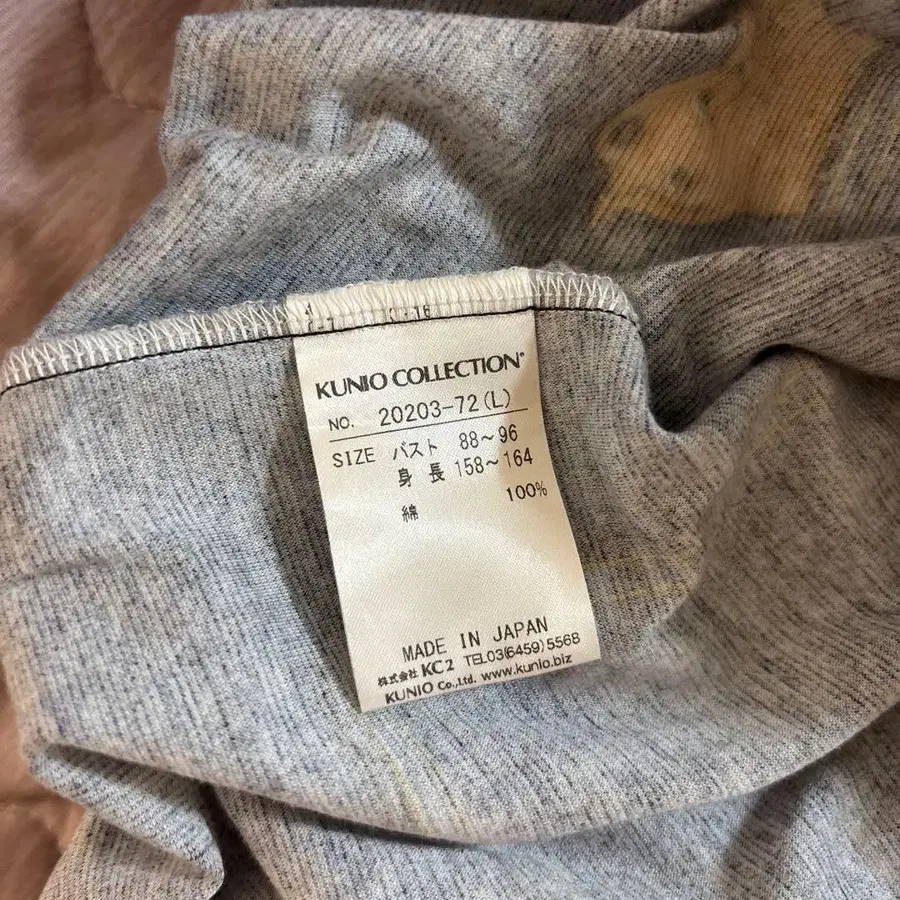 KUNIO COLLECTION®
NO. 20203-72(L)
SIZE バスト 88～96
身長 158～164
綿 100%
MADE IN JAPAN
株式会社 KC2 TEL03(6459)5568
KUNIO Co.,Ltd. www.kunio.biz